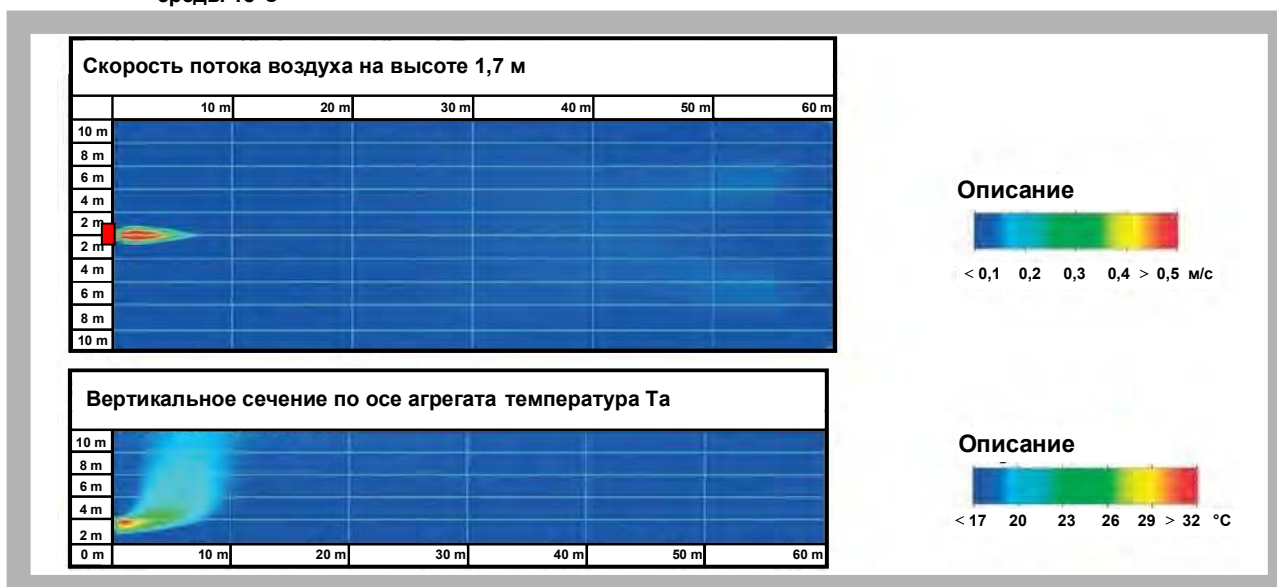 Скорость потока воздуха на высоте 1,7 м
10 m 20 m 30 m 40 m 50 m 60 m
10 m
8 m
6 m
4 m
2 m
2 m
4 m
6 m
8 m
10 m
Описание
< 0,1 0,2 0,3 0,4 > 0,5 м/с
Вертикальное сечение по осе агрегата температура Та
10 m
8 m
6 m
4 m
2 m
0 m 10 m 20 m 30 m 40 m 50 m 60 m
Описание
< 17 20 23 26 29 > 32 °C